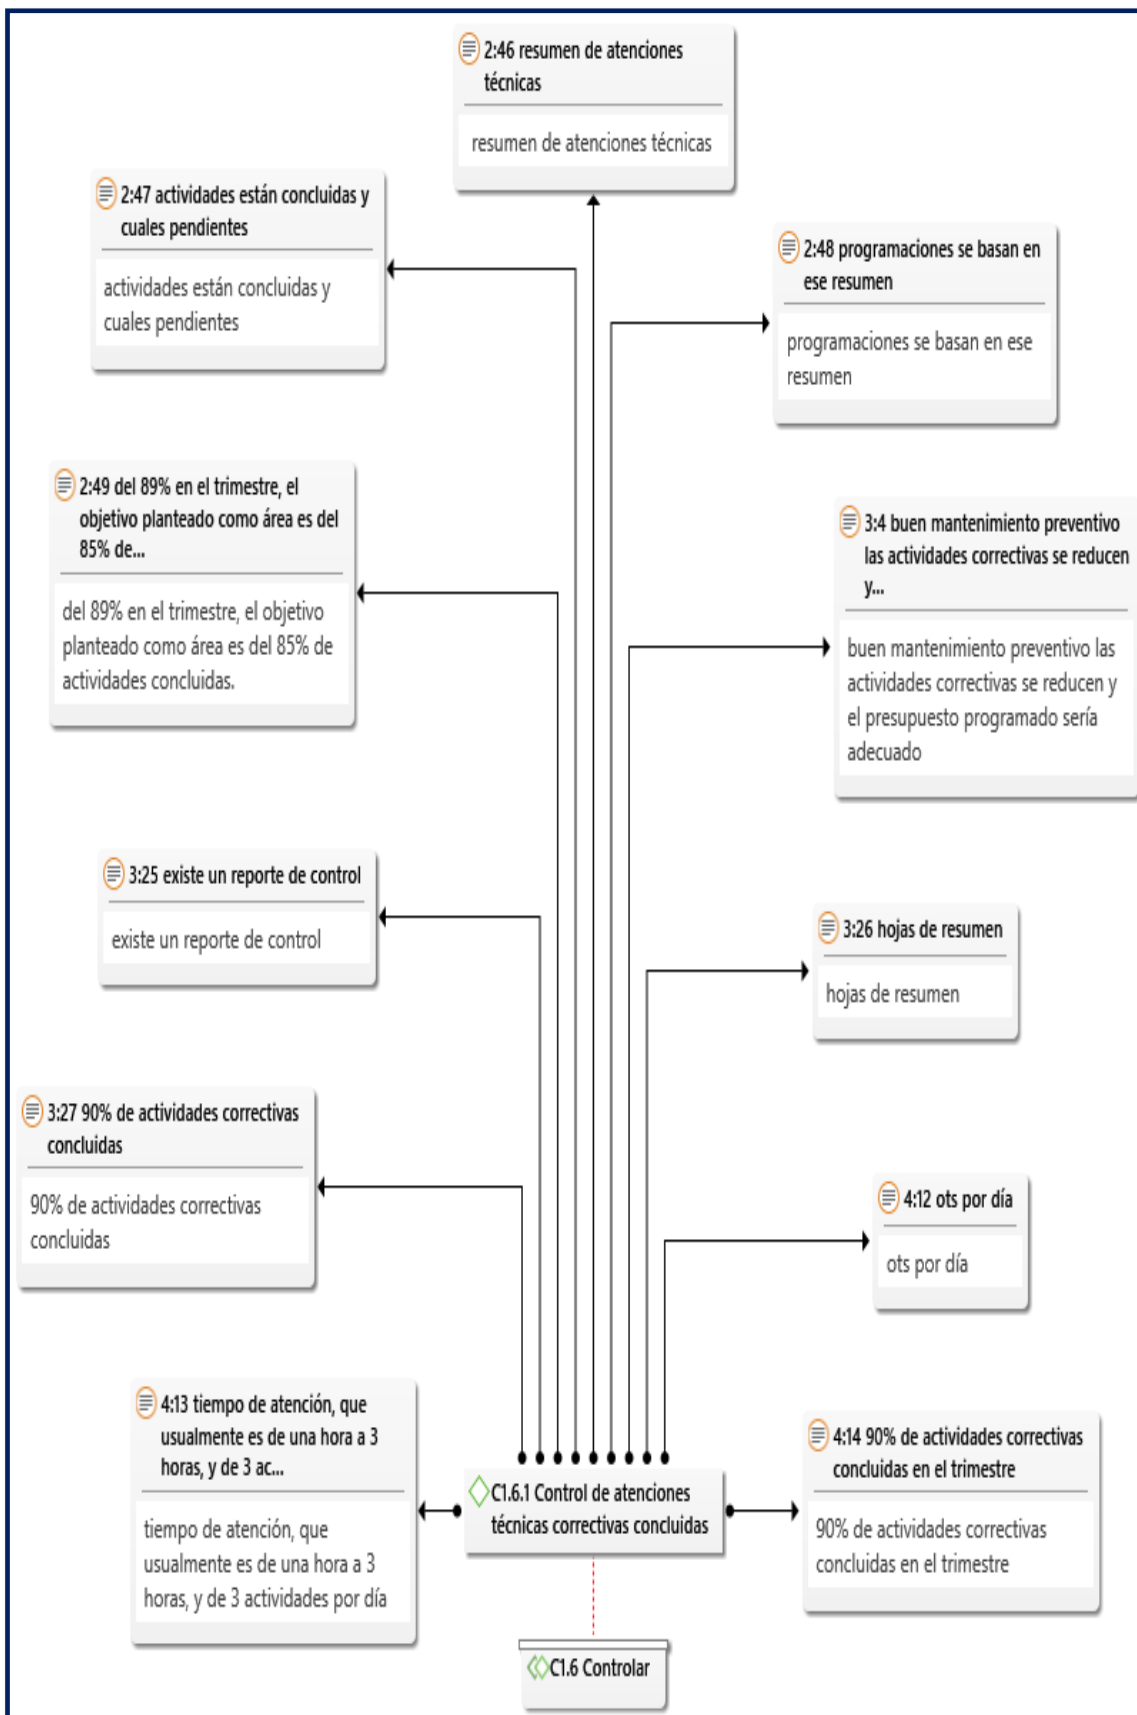 2:46 resumen de atenciones
técnicas
resumen de atenciones técnicas
2:47 actividades están concluidas y
cuales pendientes
actividades están concluidas y
cuales pendientes
2:48 programaciones se basan en
ese resumen
programaciones se basan en ese
resumen
2:49 del 89% en el trimestre, el
objetivo planteado como área es del
85% de...
del 89% en el trimestre, el objetivo
planteado como área es del 85% de
actividades concluidas.
3:4 buen mantenimiento preventivo
las actividades correctivas se reducen
y...
buen mantenimiento preventivo las
actividades correctivas se reducen y
el presupuesto programado sería
adecuado
3:25 existe un reporte de control
existe un reporte de control
3:26 hojas de resumen
hojas de resumen
3:27 90% de actividades correctivas
concluidas
90% de actividades correctivas
concluidas
4:12 ots por día
ots por día
4:13 tiempo de atención, que
usualmente es de una hora a 3
horas, y de 3 ac...
tiempo de atención, que
usualmente es de una hora a 3
horas, y de 3 actividades por día
4:14 90% de actividades correctivas
concluidas en el trimestre
90% de actividades correctivas
concluidas en el trimestre
C1.6.1 Control de atenciones
técnicas correctivas concluidas
C1.6 Controlar